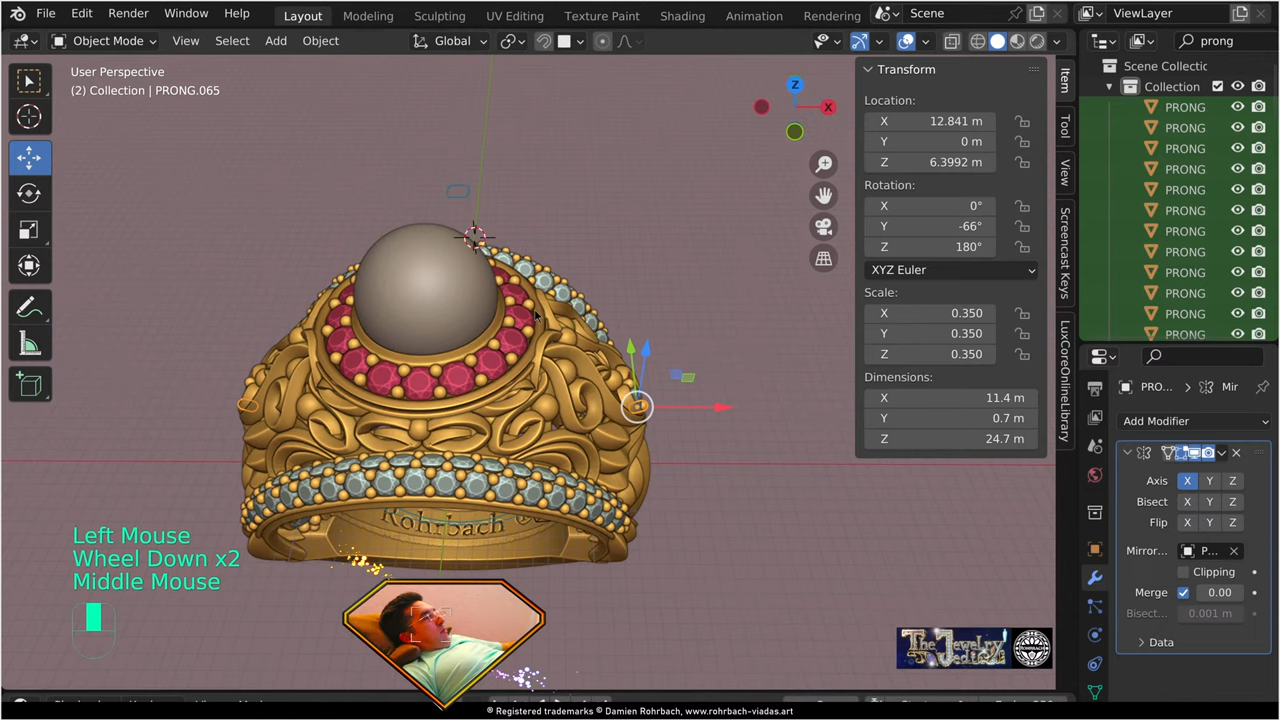 File Edit Render Window Help Layout Modeling Sculpting UV Editing Texture Paint Shading Animation Rendering Scene ViewLayer
Object Mode View Select Add Object Global prong
User Perspective
(2) Collection | PRONG.065
Z
X
Transform
Location:
X 12.841 m
Y 0 m
Z 6.3992 m
Rotation:
X 0°
Y -66°
Z 180°
XYZ Euler
Scale:
X 0.350
Y 0.350
Z 0.350
Dimensions:
X 11.4 m
Y 0.7 m
Z 24.7 m
Item
Tool
View
Screencast Keys
LuxCoreOnlineLibrary
Scene Collectic
Collection
PRONG
PRONG
PRONG
PRONG
PRONG
PRONG
PRONG
PRONG
PRONG
PRONG
PRONG
PRONG
PRO... Mir
Add Modifier
Axis X Y Z
Bisect X Y Z
Flip X Y Z
Mirror... P...
Clipping
Merge 0.00
Bisect... 0.001 m
Data
Rohrbach
Left Mouse
Wheel Down x2
Middle Mouse
The Jewelry
ROHRBACH
® Registered trademarks © Damien Rohrbach, www.rohrbach-viadas.art